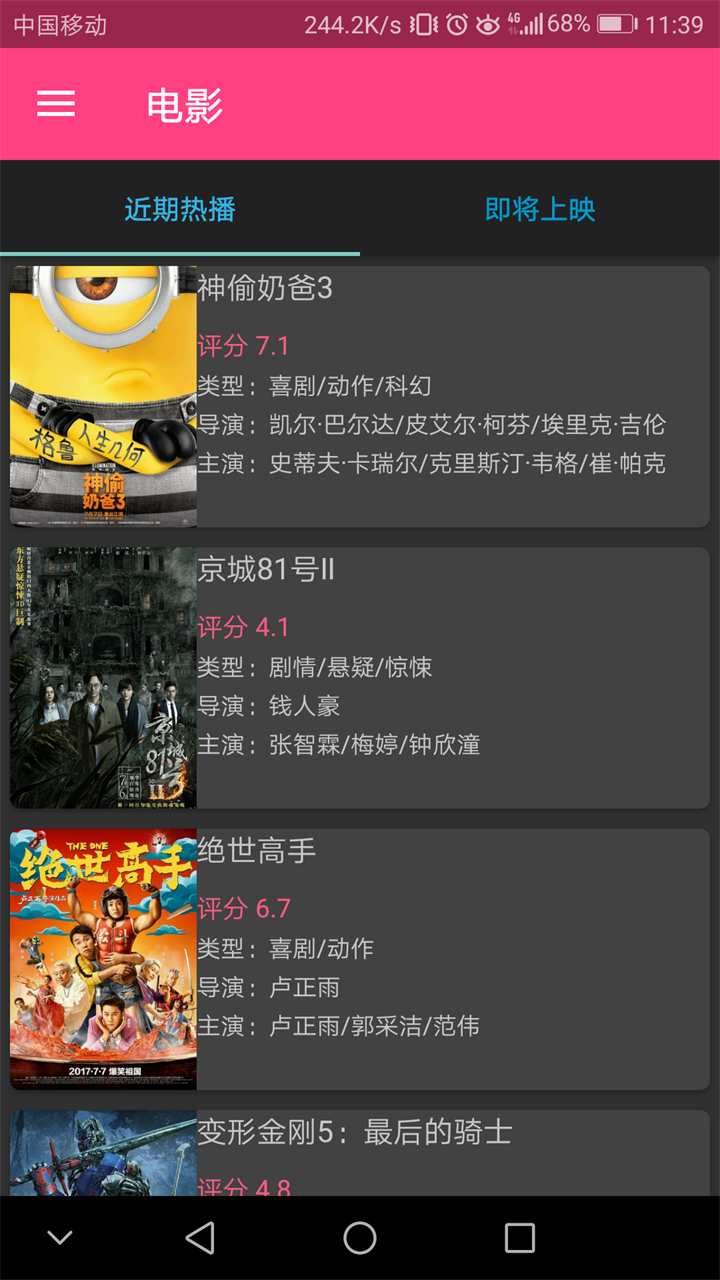 中国移动 244.2K/s 4G 68% 11:39
电影
近期热播 即将上映
神偷奶爸3
评分 7.1
类型：喜剧/动作/科幻
导演：凯尔·巴尔达/皮艾尔·柯芬/埃里克·吉伦
主演：史蒂夫·卡瑞尔/克里斯汀·韦格/崔·帕克
格鲁 人生几何
神偷
奶爸3
京城81号II
评分 4.1
类型：剧情/悬疑/惊悚
导演：钱人豪
主演：张智霖/梅婷/钟欣潼
东方悬疑惊悚3D巨制
京城
81号
II
绝世高手
评分 6.7
类型：喜剧/动作
导演：卢正雨
主演：卢正雨/郭采洁/范伟
THE ONE
绝世高手
2017·7·7 爆笑祖国
变形金刚5：最后的骑士
评分 4.8